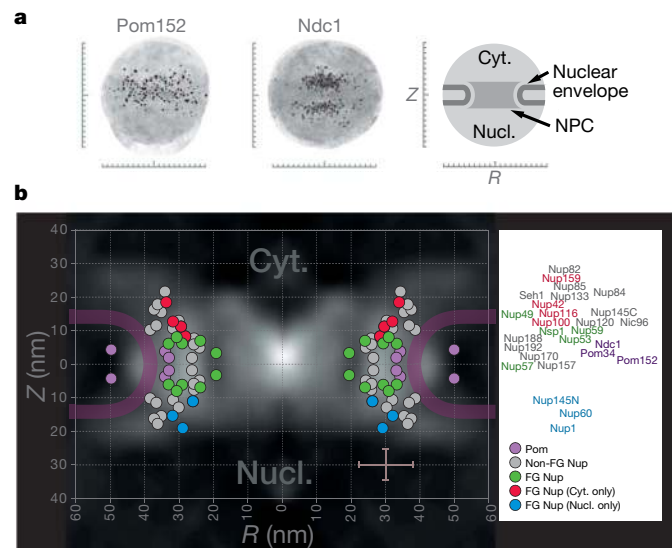 a
Pom152
Ndc1
Cyt.
Nuclear
envelope
Z
NPC
Nucl.
R
b
40
30
20
10
0
10
20
30
40
Z (nm)
Cyt.
Nucl.
60 50 40 30 20 10 0 10 20 30 40 50 60
R (nm)
Nup82
Nup159
Nup85
Seh1 Nup133 Nup84
Nup42
Nup49 Nup116 Nup145C
Nup100 Nup120 Nic96
Nsp1 Nup59
Nup188 Nup53 Ndc1
Nup192 Pom34
Nup170 Pom152
Nup57 Nup157
Nup145N
Nup60
Nup1
Pom
Non-FG Nup
FG Nup
FG Nup (Cyt. only)
FG Nup (Nucl. only)